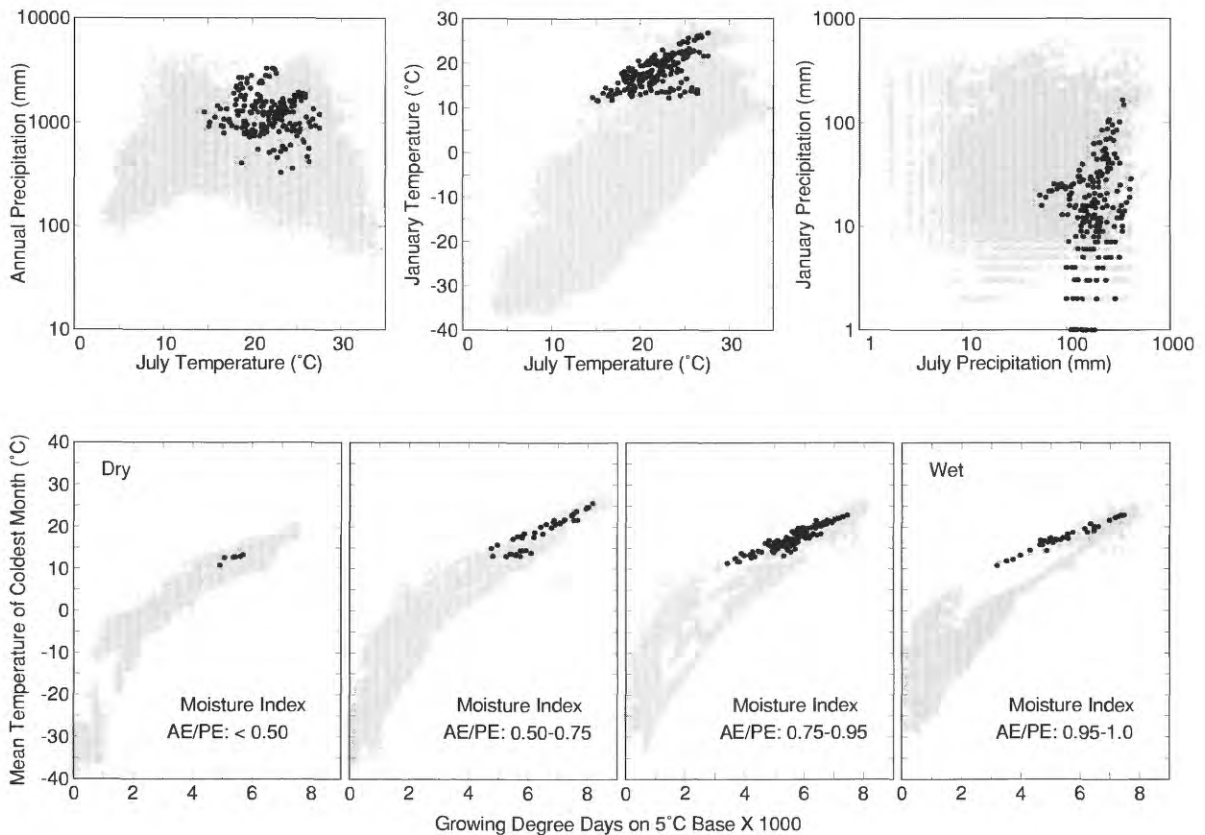 10000
1000
100
10
Annual Precipitation (mm)
0 10 20 30
July Temperature (˚C)
30
20
10
0
-10
-20
-30
-40
January Temperature (˚C)
0 10 20 30
July Temperature (˚C)
1000
100
10
1
January Precipitation (mm)
1 10 100 1000
July Precipitation (mm)
Mean Temperature of Coldest Month (˚C)
40
30
20
10
0
-10
-20
-30
-40
Dry
Moisture Index
AE/PE: < 0.50
0 2 4 6 8
Moisture Index
AE/PE: 0.50-0.75
0 2 4 6 8
Moisture Index
AE/PE: 0.75-0.95
0 2 4 6 8
Wet
Moisture Index
AE/PE: 0.95-1.0
0 2 4 6 8
Growing Degree Days on 5˚C Base X 1000